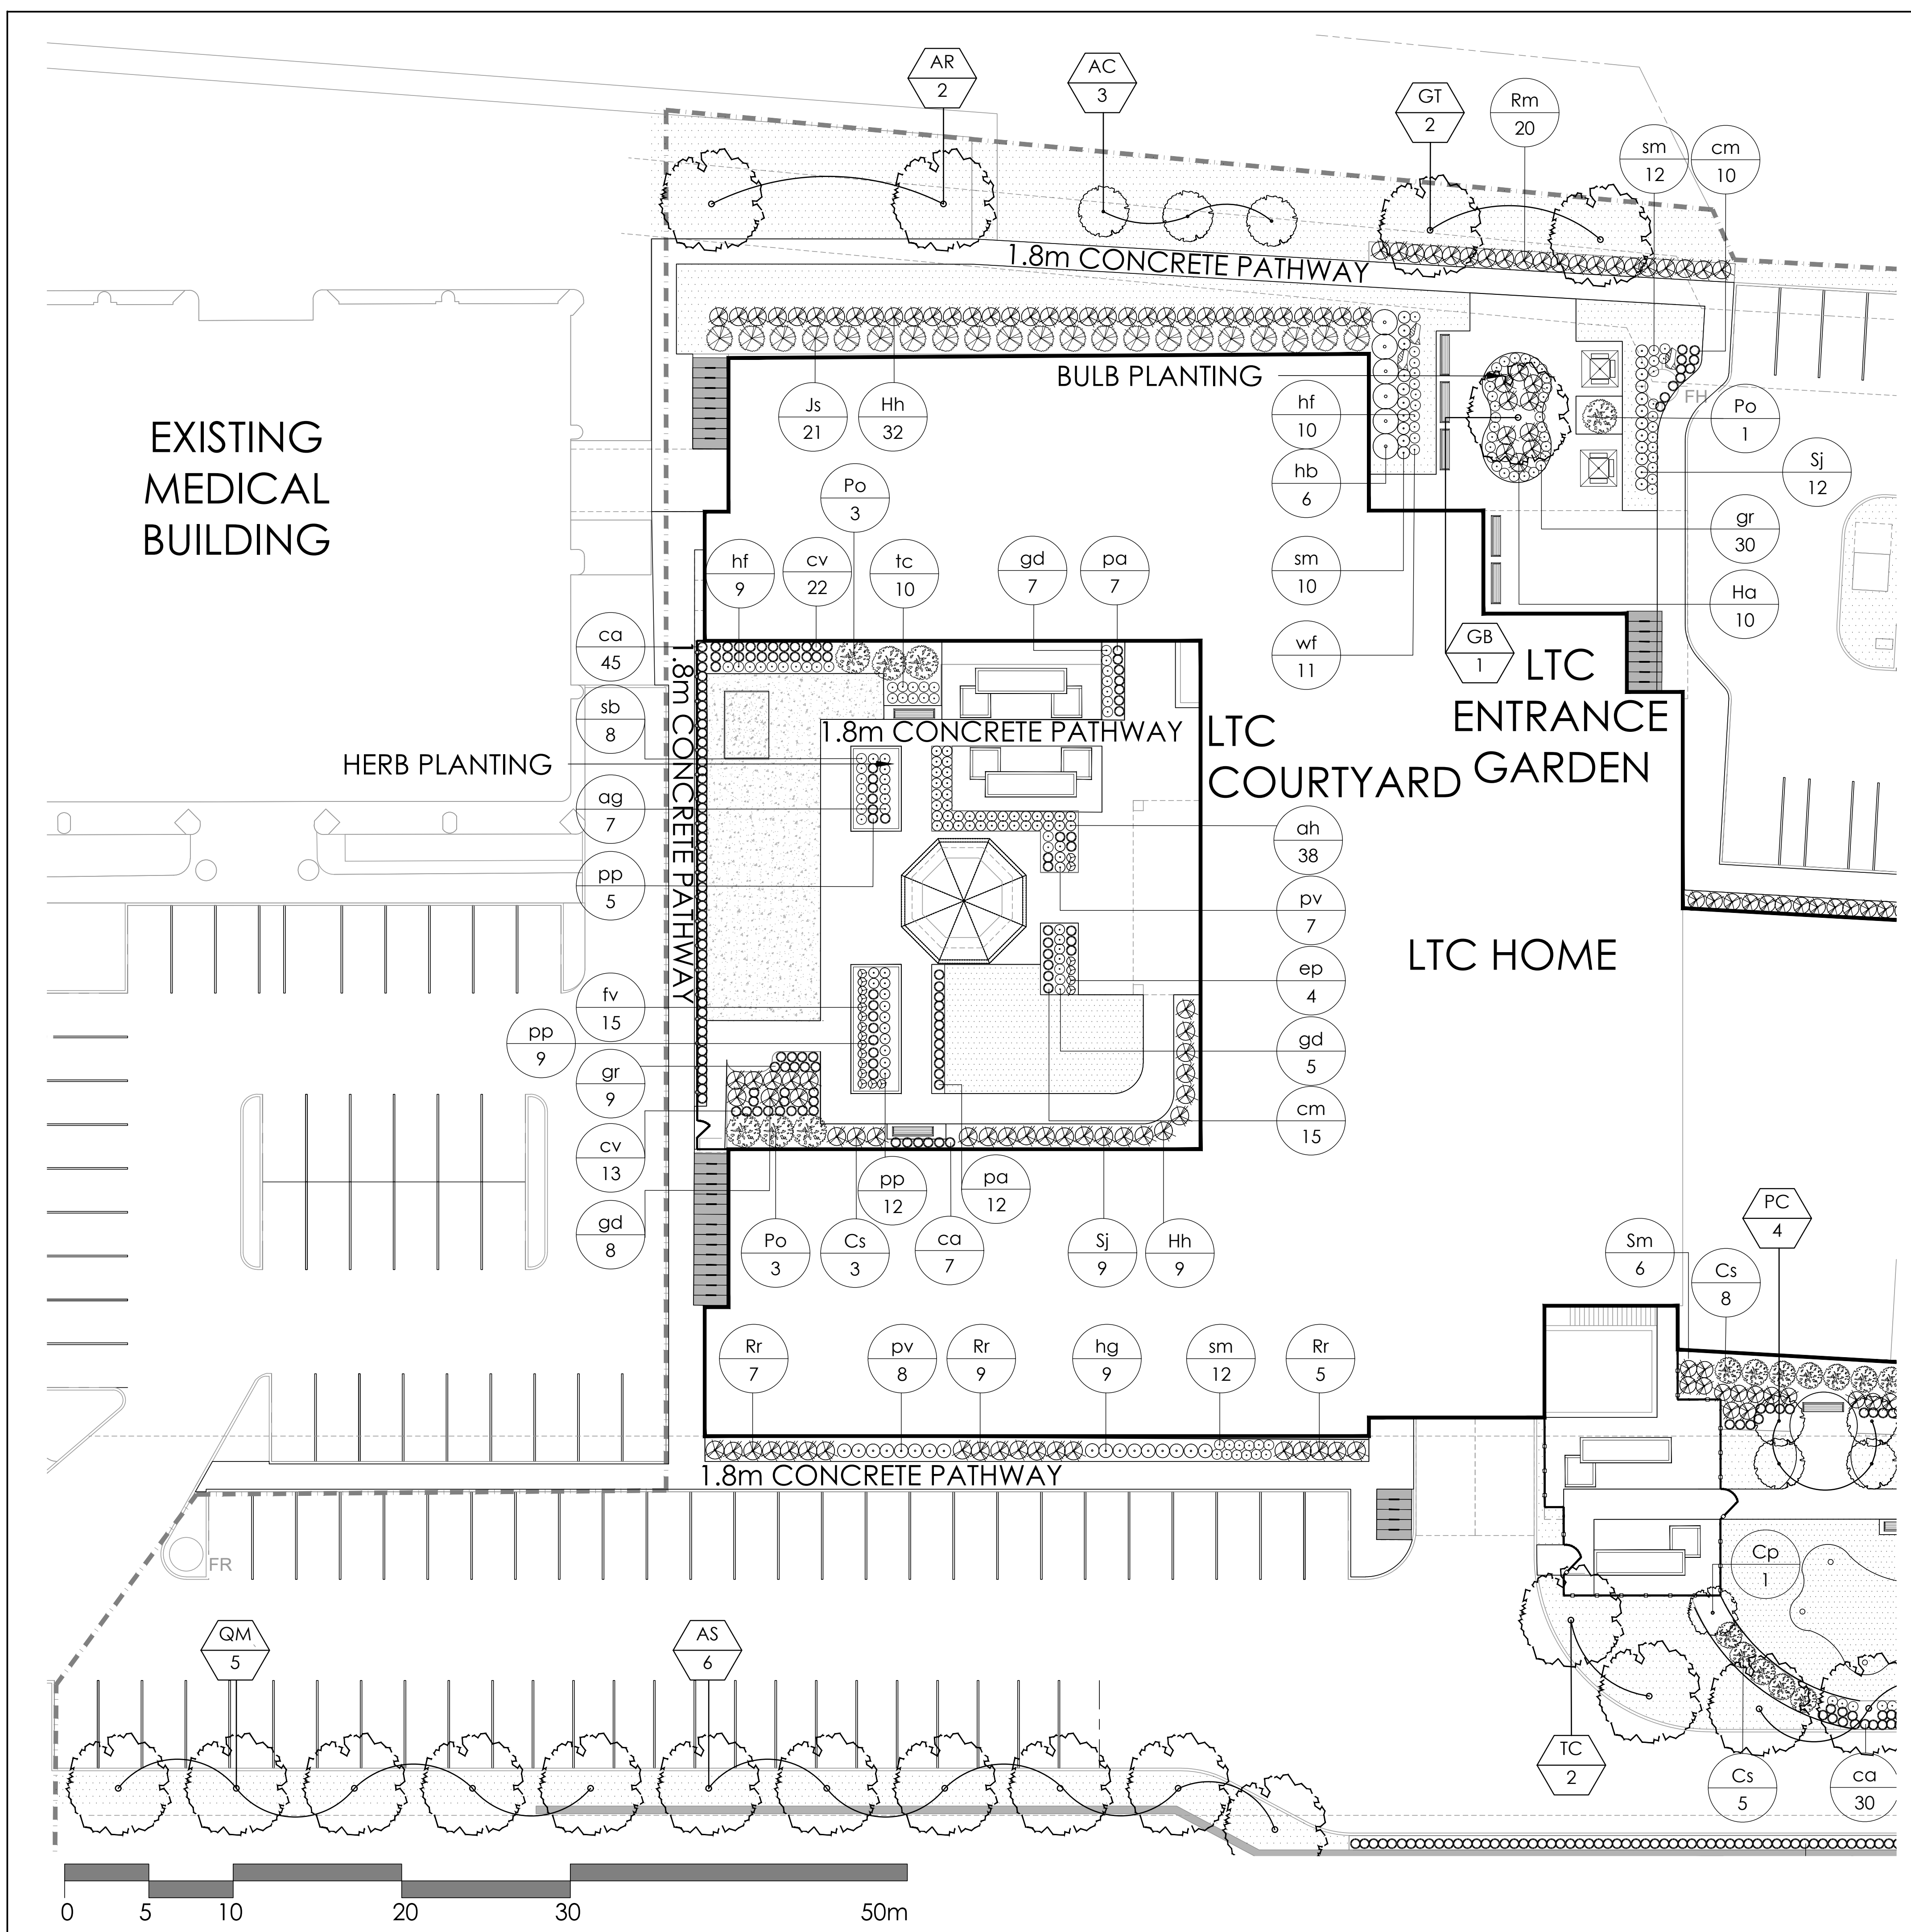 AR
2
AC
3
GT
2
Rm
20
sm
12
cm
10
1.8m CONCRETE PATHWAY
BULB PLANTING
EXISTING
MEDICAL
BUILDING
Js
21
Hh
32
hf
10
hb
6
FH
Po
1
Sj
12
Po
3
gr
30
hf
9
cv
22
tc
10
gd
7
pa
7
sm
10
Ha
10
ca
45
wf
11
GB
1
LTC
ENTRANCE
GARDEN
sb
8
1.8m CONCRETE PATHWAY
1.8m CONCRETE PATHWAY
LTC
COURTYARD
HERB PLANTING
ag
7
ah
38
pp
5
pv
7
LTC HOME
ep
4
fv
15
pp
9
gd
5
gr
9
cm
15
cv
13
pp
12
pa
12
gd
8
Po
3
Cs
3
ca
7
Sj
9
Hh
9
PC
4
Sm
6
Cs
8
Rr
7
pv
8
Rr
9
hg
9
sm
12
Rr
5
1.8m CONCRETE PATHWAY
FR
Cp
1
QM
5
AS
6
TC
2
Cs
5
ca
30
0 5 10 20 30 50m